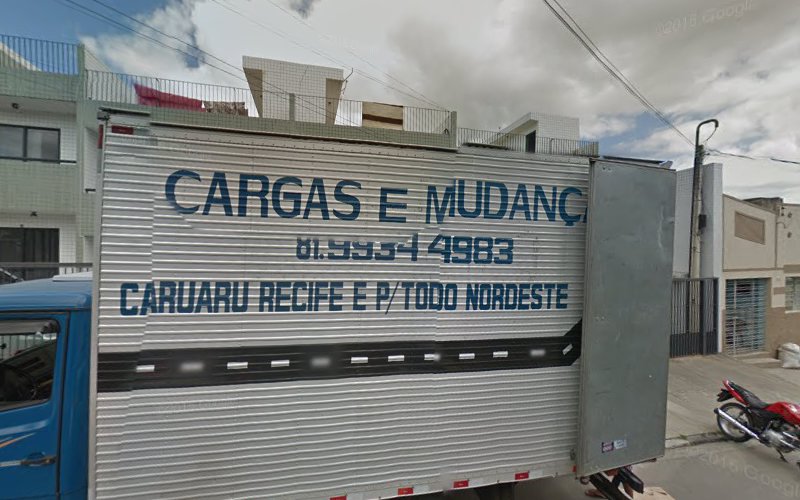 CARGAS E MUDANÇ
81.9934 4983
CARUARU RECIFE E P/ TODO NORDESTE